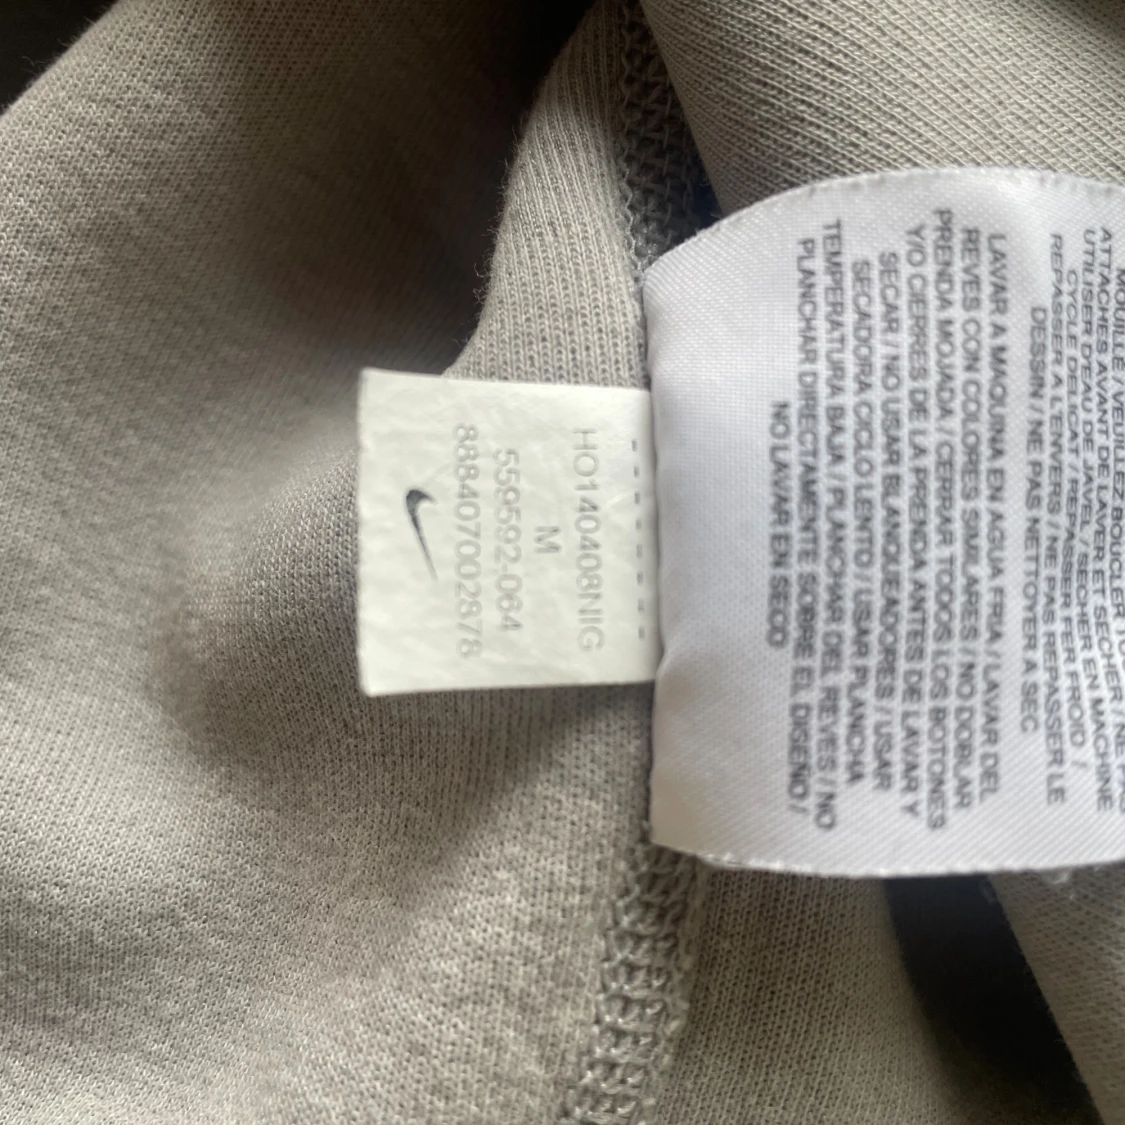 HO140408NIG
M
559592-064
888407002878
MOUILLÉ / VEUILLEZ BOUCLER
ATTACHES AVANT DE LAVER ET SÉCHER / NE PAS
UTILISER D'EAU DE JAVEL / SÉCHER EN MACHINE
CYCLE DÉLICAT / REPASSER FER FROID /
REPASSER À L'ENVERS / NE PAS REPASSER LE
DESSIN / NE PAS NETTOYER A SEC
LAVAR A MAQUINA EN AGUA FRIA / LAVAR DEL
REVES CON COLORES SIMILARES / NO DOBLAR
PRENDA MOJADA / CERRAR TODOS LOS BOTONES
Y/O CIERRES DE LA PRENDA ANTES DE LAVAR Y
SECAR / NO USAR BLANQUEADORES / USAR
SECADORA CICLO LENTO / USAR PLANCHA
TEMPERATURA BAJA / PLANCHAR DEL REVES / NO
PLANCHAR DIRECTAMENTE SOBRE EL DISEÑO /
NO LAVAR EN SECO